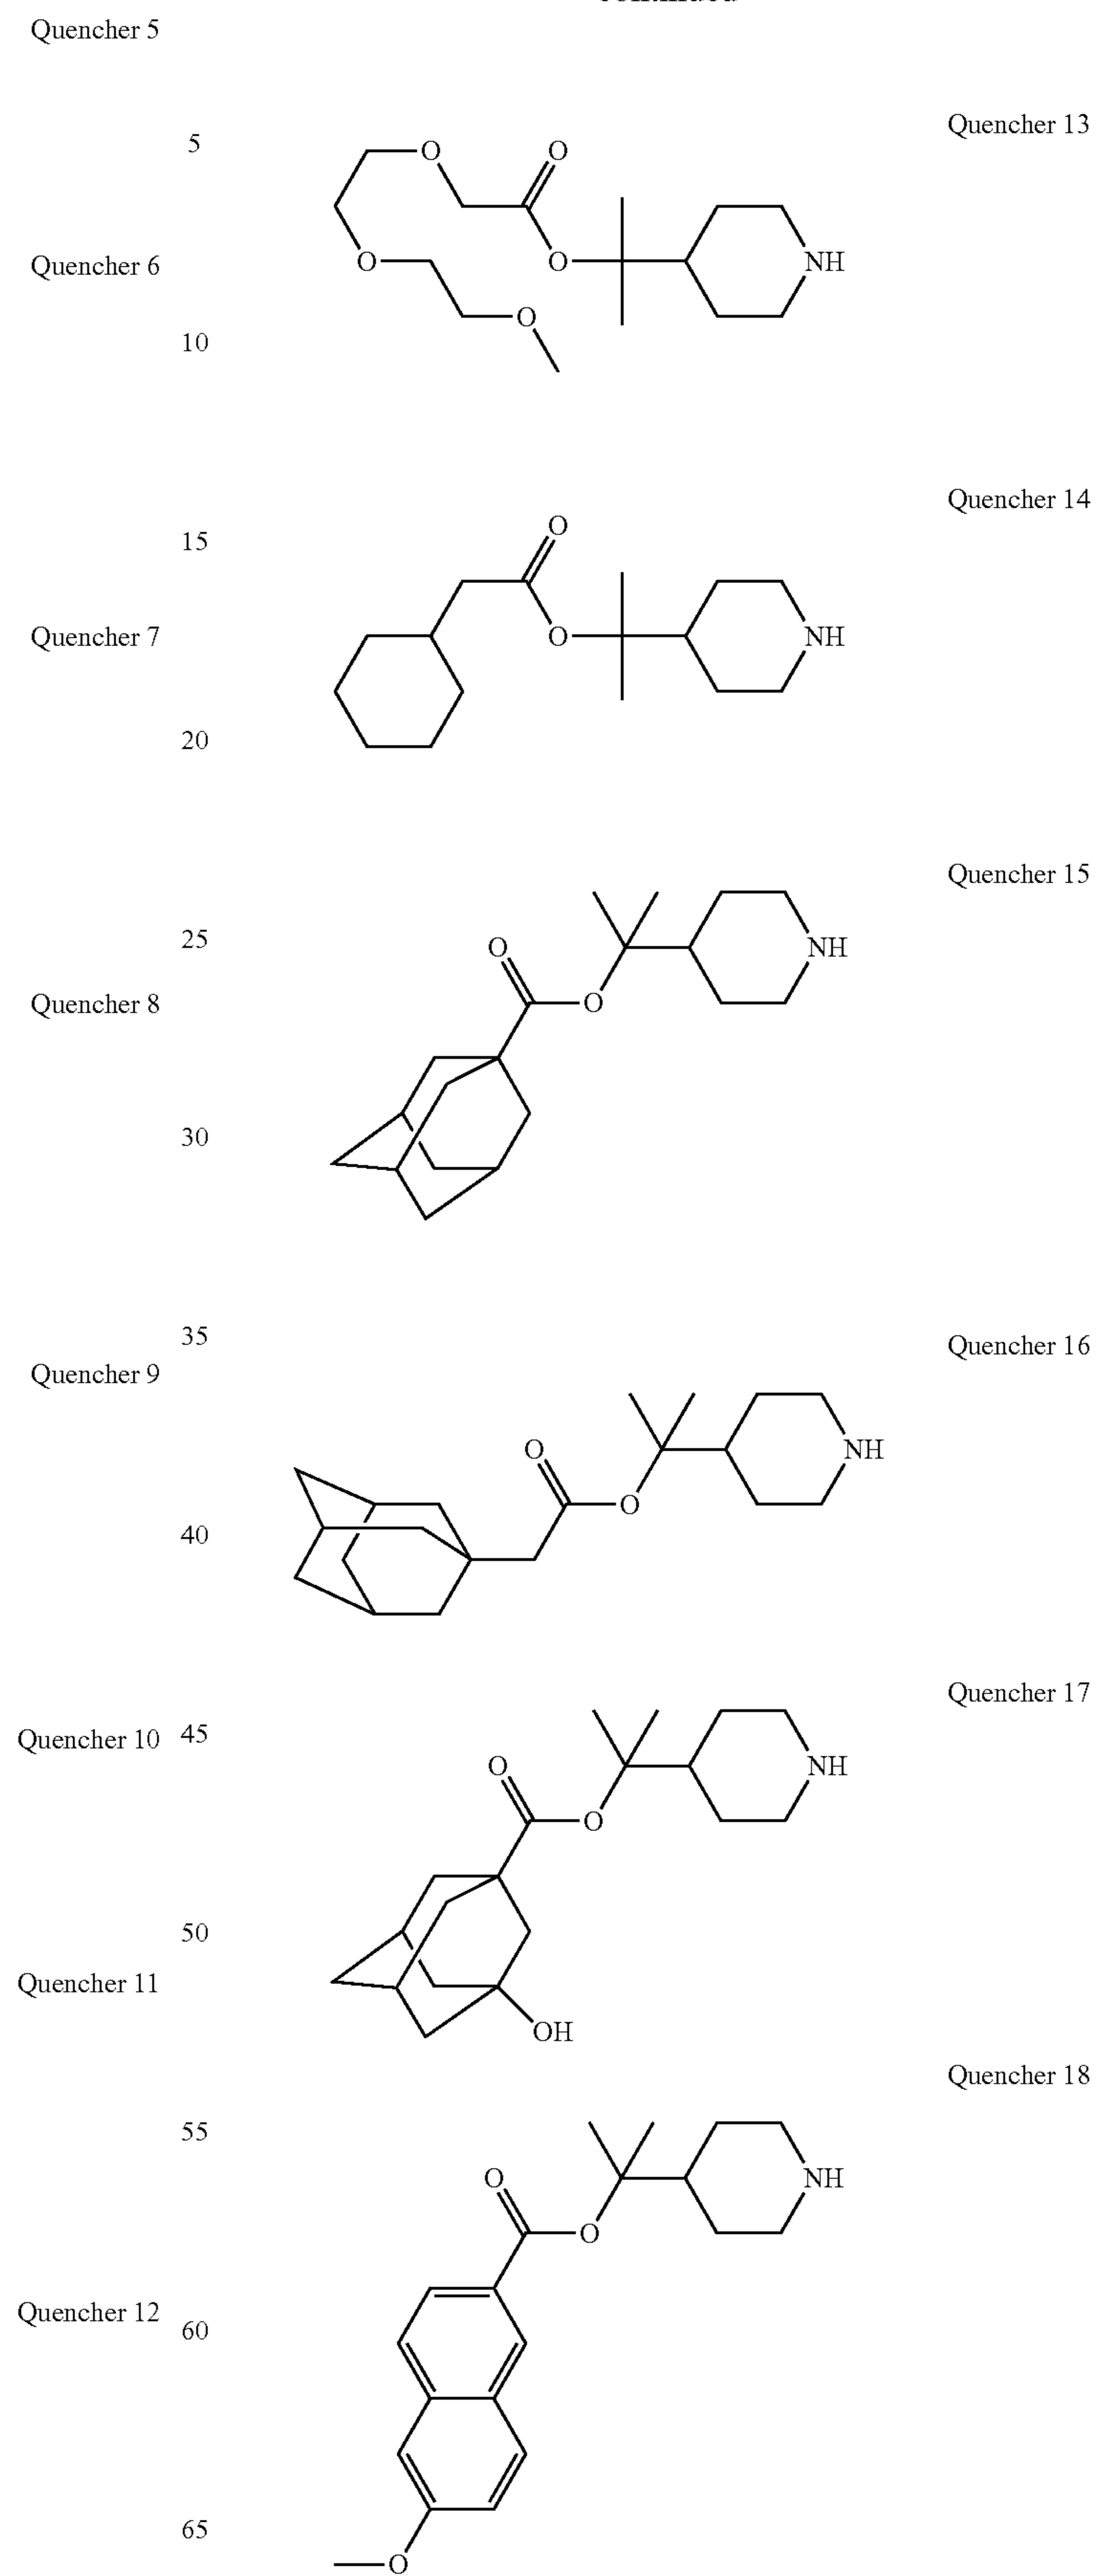 Quencher 5
Quencher 13
5
O O
Quencher 6
O O NH
O
10
Quencher 14
O
15
Quencher 7
O NH
20
Quencher 15
25
O NH
Quencher 8
O
30
35
Quencher 16
Quencher 9
O NH
O
40
Quencher 17
Quencher 10
45
O NH
O
50
Quencher 11
OH
Quencher 18
55
O NH
O
Quencher 12
60
65
O